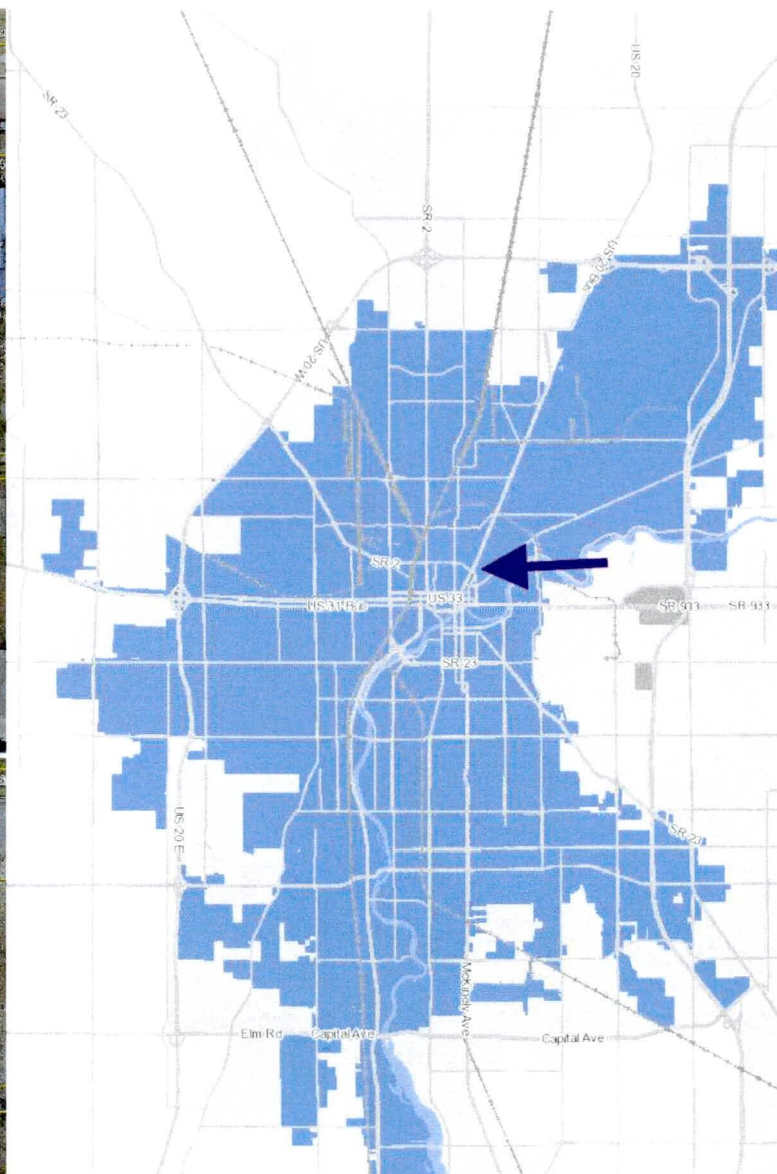 US 20
SR 23
SR 2
US 20 Bus
US 20 W
SR 2
US 31 Bus
US 33
SR 933
SR 933
SR 23
US 20 E
SR 23
McKinely Ave
Elm Rd
Capital Ave
Capital Ave